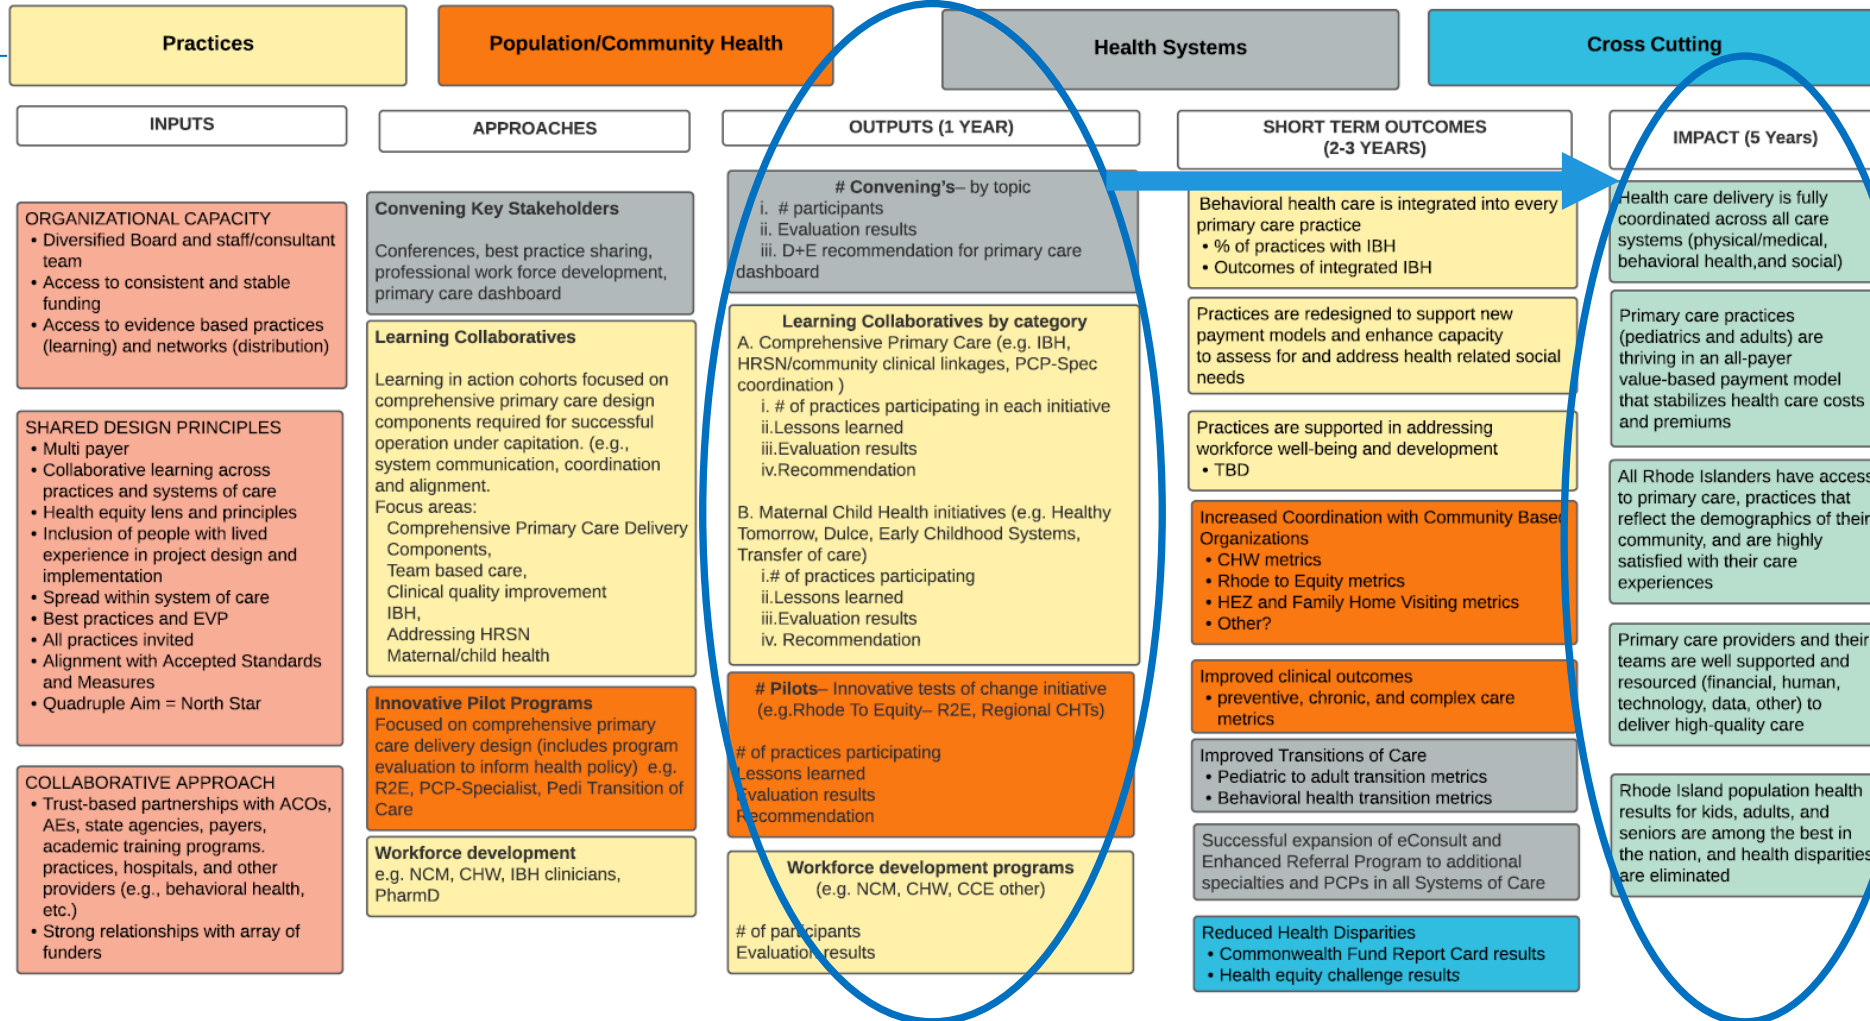 Practices
Population/Community Health
Health Systems
Cross Cutting
INPUTS
ORGANIZATIONAL CAPACITY
• Diversified Board and staff/consultant
team
• Access to consistent and stable
funding
• Access to evidence based practices
(learning) and networks (distribution)
SHARED DESIGN PRINCIPLES
• Multi payer
• Collaborative learning across
practices and systems of care
• Health equity lens and principles
• Inclusion of people with lived
experience in project design and
implementation
• Spread within system of care
• Best practices and EVP
• All practices invited
• Alignment with Accepted Standards
and Measures
• Quadruple Aim = North Star
COLLABORATIVE APPROACH
• Trust-based partnerships with ACOs,
AEs, state agencies, payers,
academic training programs.
practices, hospitals, and other
providers (e.g., behavioral health,
etc.)
• Strong relationships with array of
funders
APPROACHES
Convening Key Stakeholders
Conferences, best practice sharing,
professional work force development,
primary care dashboard
Learning Collaboratives
Learning in action cohorts focused on
comprehensive primary care design
components required for successful
operation under capitation. (e.g.,
system communication, coordination
and alignment.
Focus areas:
Comprehensive Primary Care Delivery
Components,
Team based care,
Clinical quality improvement
IBH,
Addressing HRSN
Maternal/child health
Innovative Pilot Programs
Focused on comprehensive primary
care delivery design (includes program
evaluation to inform health policy) e.g.
R2E, PCP-Specialist, Pedi Transition of
Care
Workforce development
e.g. NCM, CHW, IBH clinicians,
PharmD
OUTPUTS (1 YEAR)
# Convening’s– by topic
i. # participants
ii. Evaluation results
iii. D+E recommendation for primary care
dashboard
Learning Collaboratives by category
A. Comprehensive Primary Care (e.g. IBH,
HRSN/community clinical linkages, PCP-Spec
coordination )
i. # of practices participating in each initiative
ii.Lessons learned
iii.Evaluation results
iv.Recommendation
B. Maternal Child Health initiatives (e.g. Healthy
Tomorrow, Dulce, Early Childhood Systems,
Transfer of care)
i.# of practices participating
ii.Lessons learned
iii.Evaluation results
iv. Recommendation
# Pilots– Innovative tests of change initiative
(e.g.Rhode To Equity– R2E, Regional CHTs)
# of practices participating
Lessons learned
Evaluation results
Recommendation
Workforce development programs
(e.g. NCM, CHW, CCE other)
# of participants
Evaluation results
SHORT TERM OUTCOMES
(2-3 YEARS)
Behavioral health care is integrated into every
primary care practice
• % of practices with IBH
• Outcomes of integrated IBH
Practices are redesigned to support new
payment models and enhance capacity
to assess for and address health related social
needs
Practices are supported in addressing
workforce well-being and development
• TBD
Increased Coordination with Community Based
Organizations
• CHW metrics
• Rhode to Equity metrics
• HEZ and Family Home Visiting metrics
• Other?
Improved clinical outcomes
• preventive, chronic, and complex care
metrics
Improved Transitions of Care
• Pediatric to adult transition metrics
• Behavioral health transition metrics
Successful expansion of eConsult and
Enhanced Referral Program to additional
specialties and PCPs in all Systems of Care
Reduced Health Disparities
• Commonwealth Fund Report Card results
• Health equity challenge results
IMPACT (5 Years)
Health care delivery is fully
coordinated across all care
systems (physical/medical,
behavioral health,and social)
Primary care practices
(pediatrics and adults) are
thriving in an all-payer
value-based payment model
that stabilizes health care costs
and premiums
All Rhode Islanders have access
to primary care, practices that
reflect the demographics of their
community, and are highly
satisfied with their care
experiences
Primary care providers and their
teams are well supported and
resourced (financial, human,
technology, data, other) to
deliver high-quality care
Rhode Island population health
results for kids, adults, and
seniors are among the best in
the nation, and health disparities
are eliminated